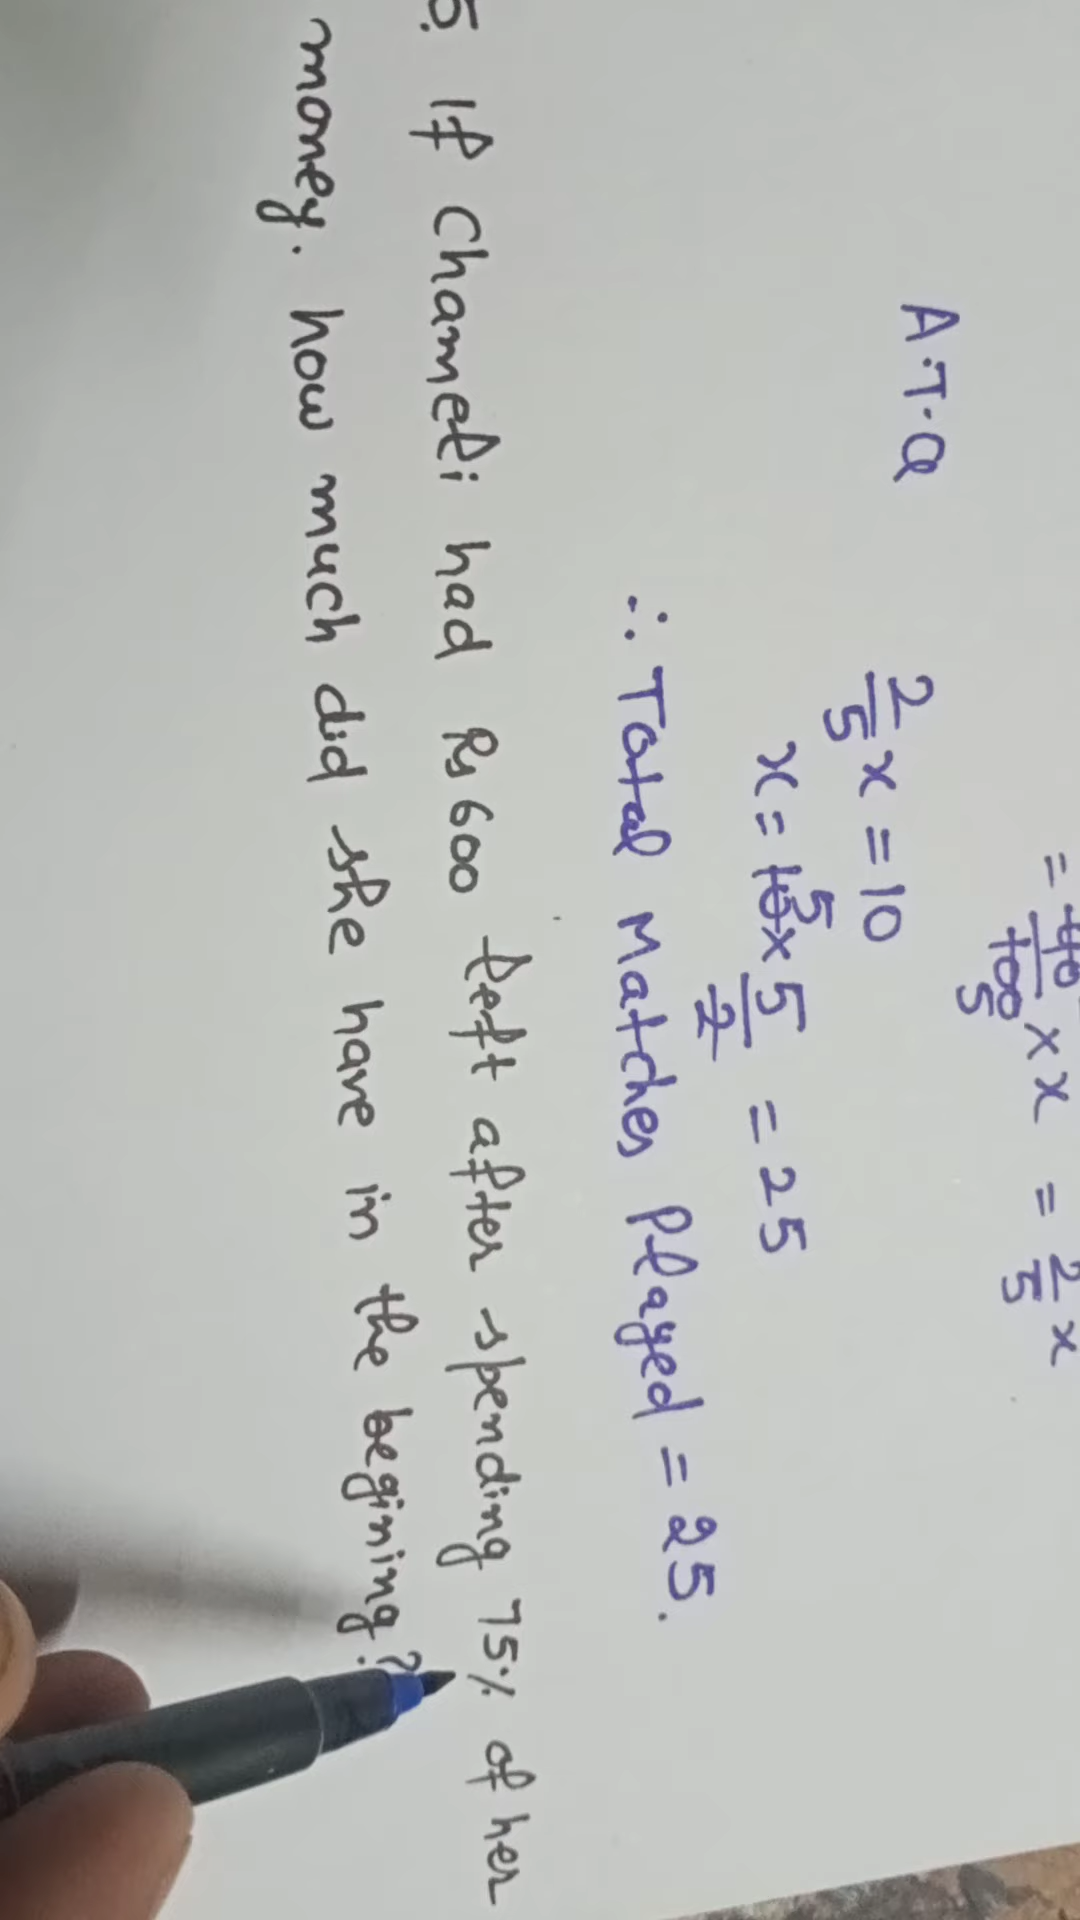 = 40/100 × x = 2/5 x
A.T.Q 2/5 x = 10
x = 10 × 5/2 = 25
∴ Total Matches Played = 25.
5. If Chameli had Rs 600 left after spending 75% of her
money. how much did she have in the begining?